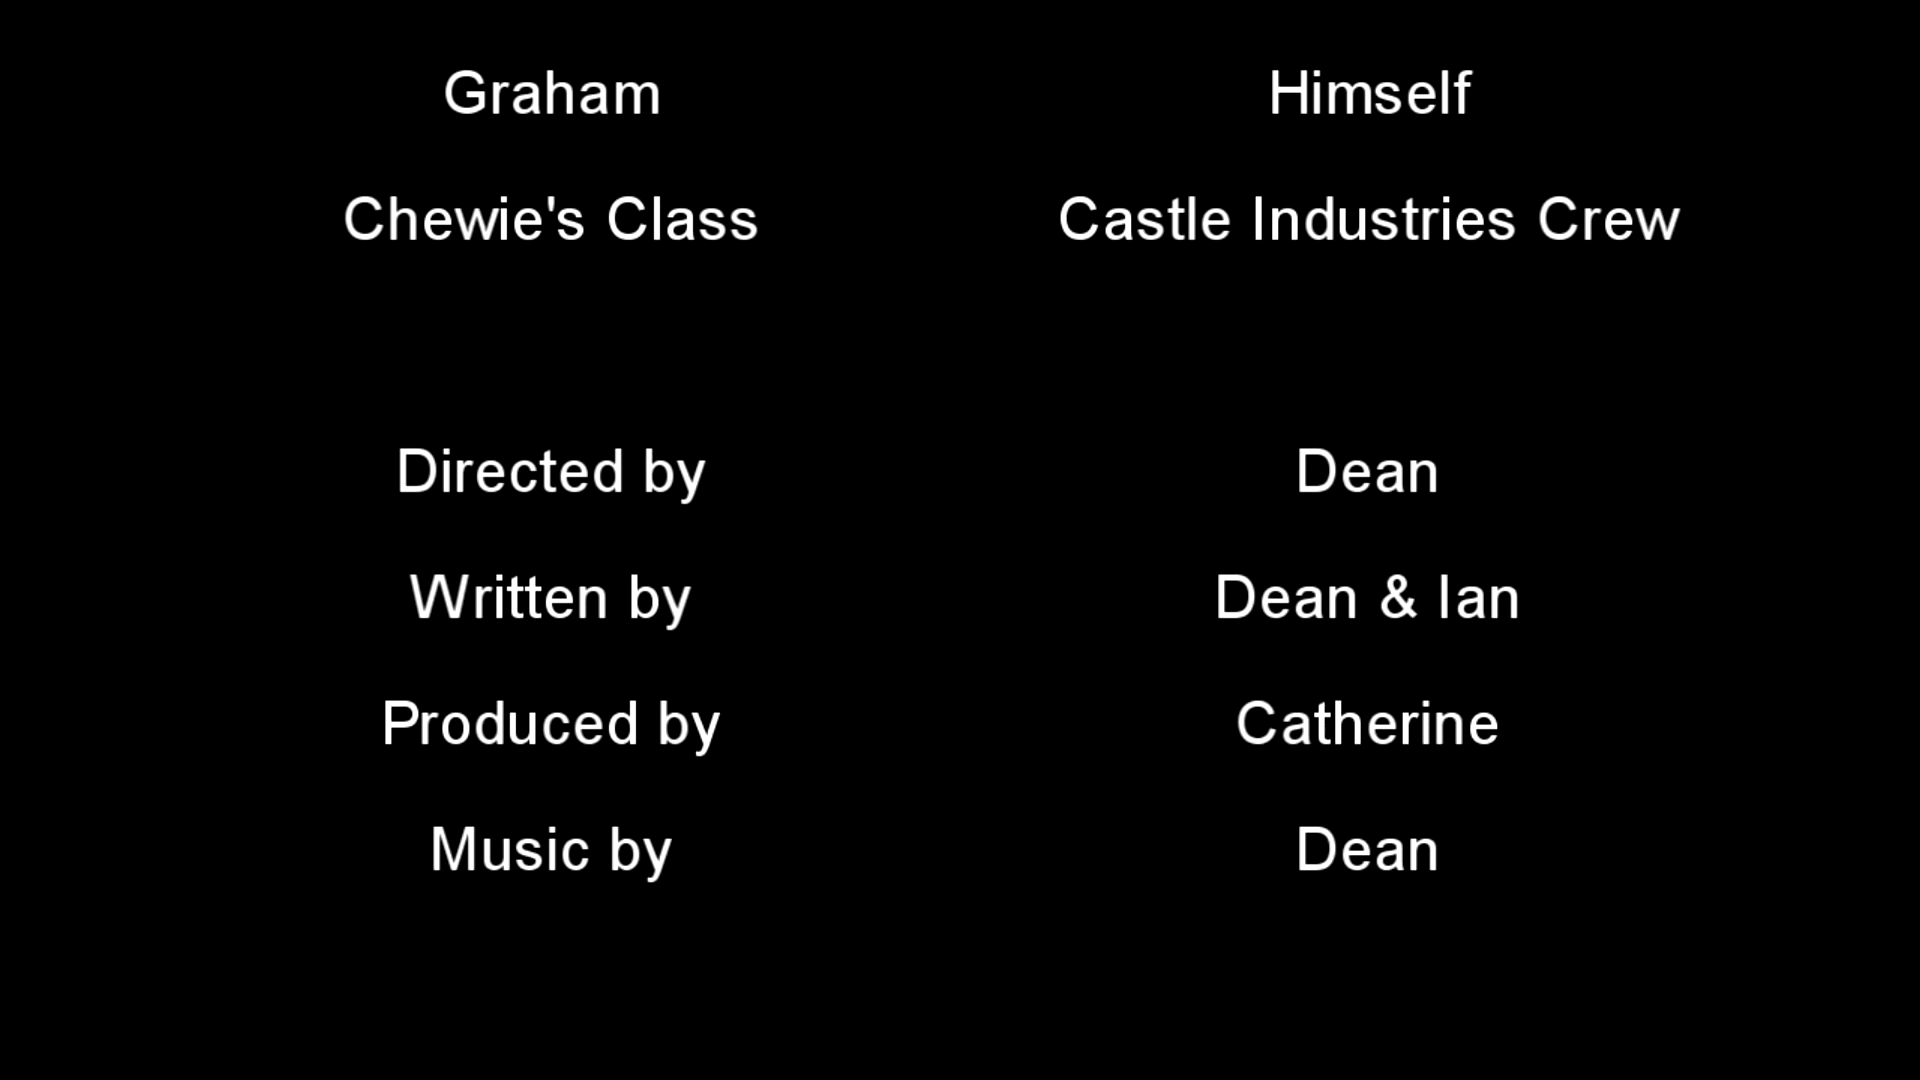 Graham Himself
Chewie's Class Castle Industries Crew
Directed by Dean
Written by Dean & Ian
Produced by Catherine
Music by Dean